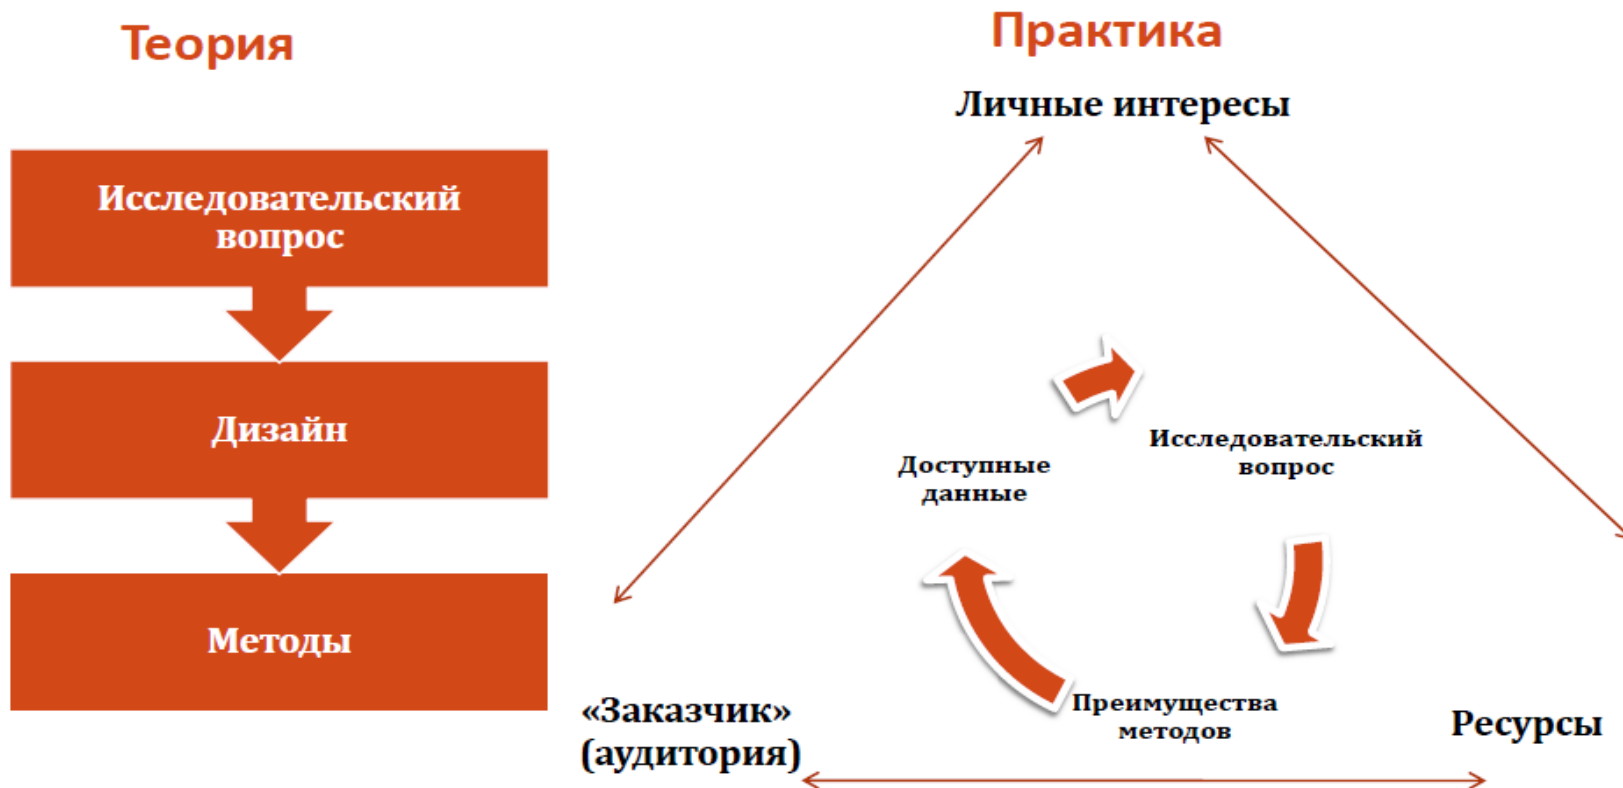 Теория
Исследовательский
вопрос
Дизайн
Методы
Практика
Личные интересы
Доступные
данные
Исследовательский
вопрос
Преимущества
методов
«Заказчик»
(аудитория)
Ресурсы